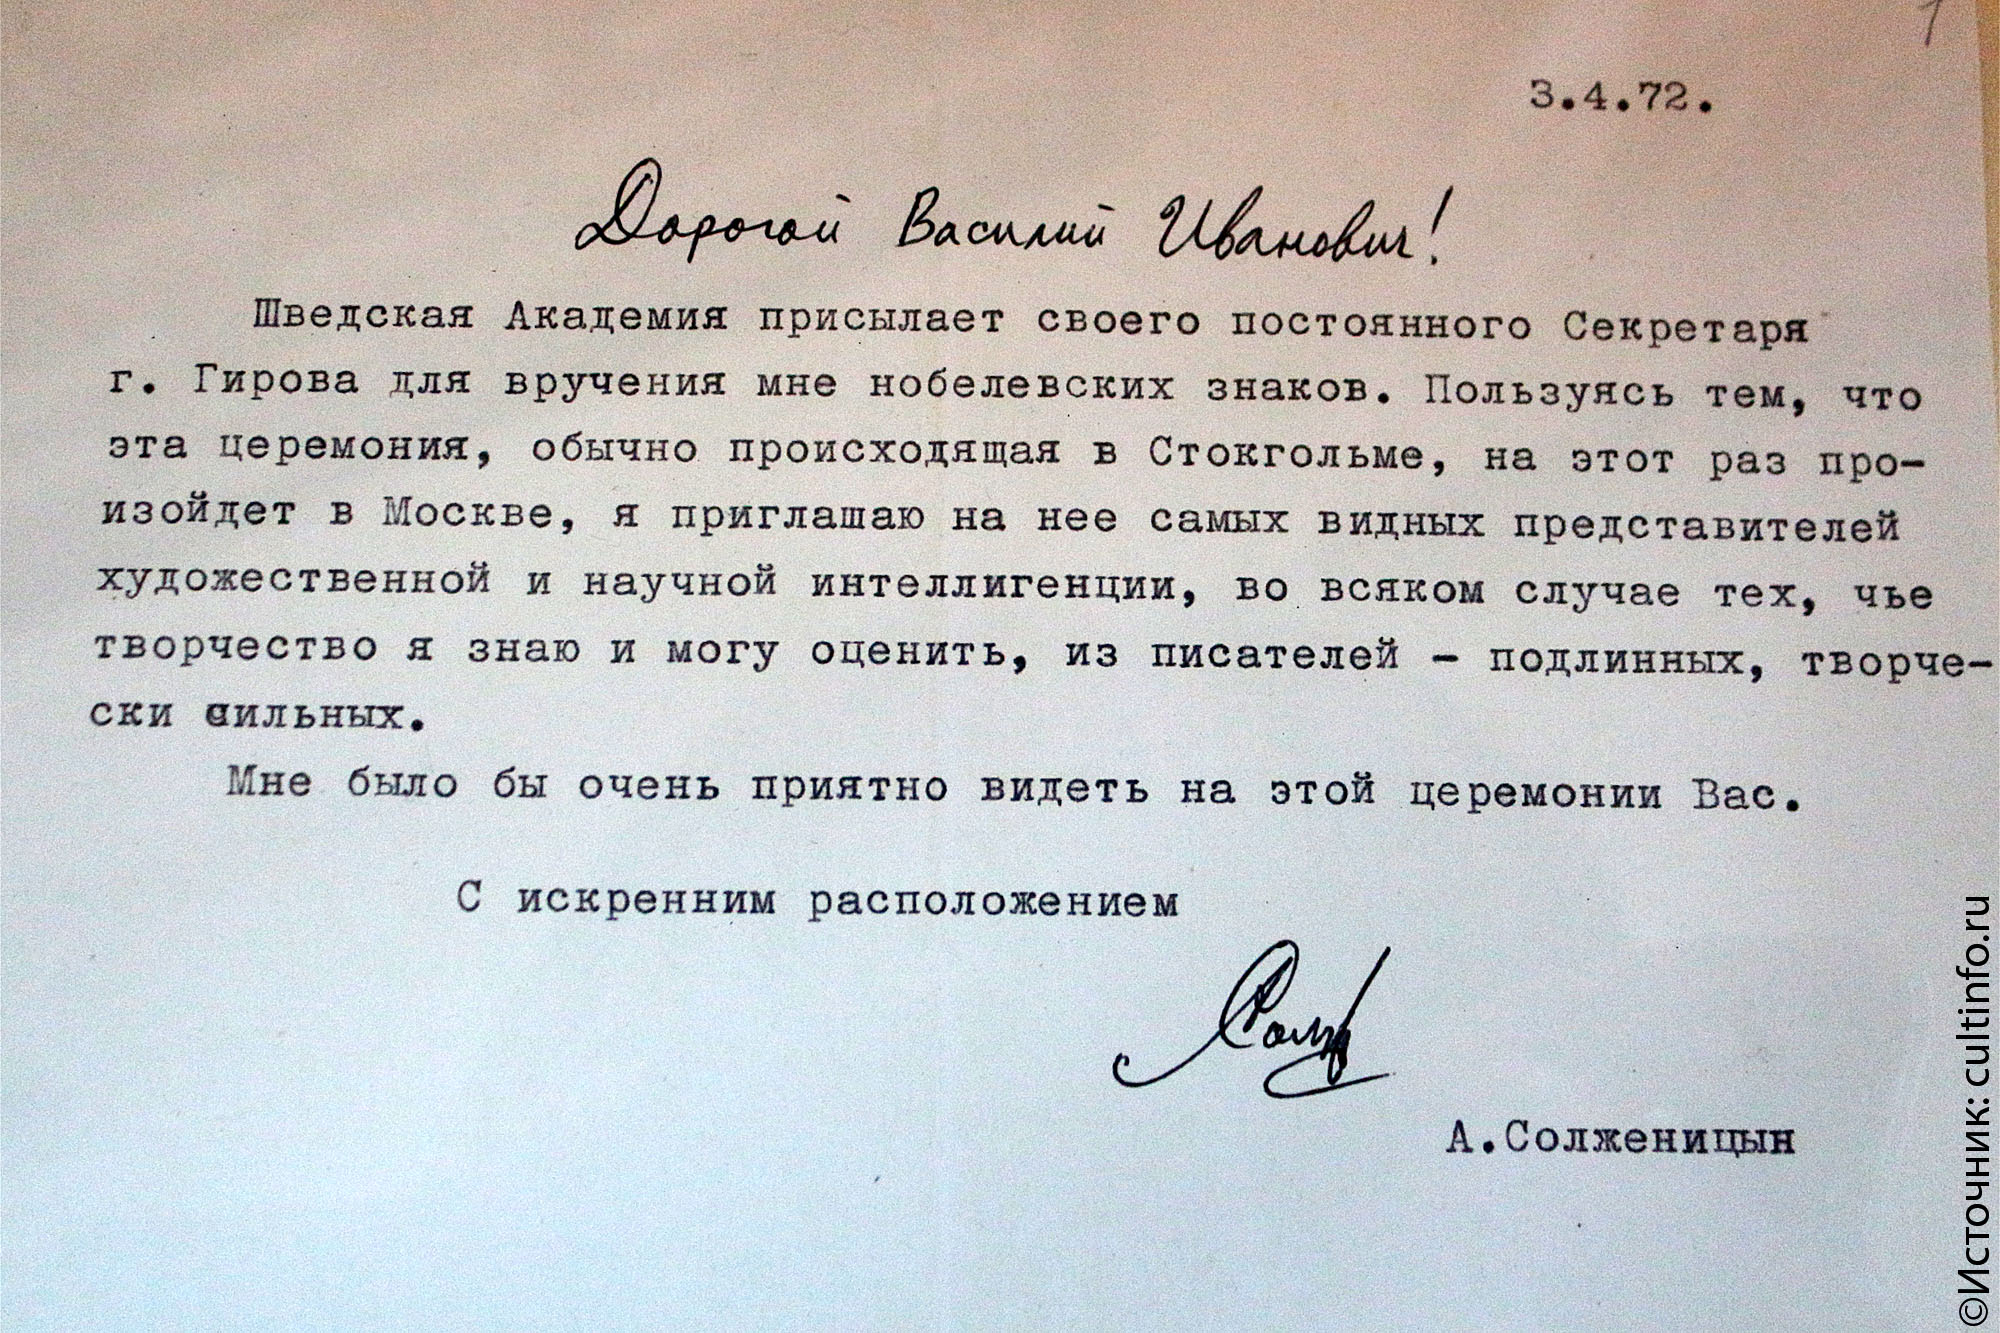 1
3.4.72.
Дорогой Василий Иванович!
Шведская Академия присылает своего постоянного Секретаря
г. Гирова для вручения мне нобелевских знаков. Пользуясь тем, что
эта церемония, обычно происходящая в Стокгольме, на этот раз про-
изойдет в Москве, я приглашаю на нее самых видных представителей
художественной и научной интеллигенции, во всяком случае тех, чье
творчество я знаю и могу оценить, из писателей - подлинных, творче-
ски сильных.
Мне было бы очень приятно видеть на этой церемонии Вас.
С искренним расположением
А.Солженицын
©Источник: cultinfo.ru